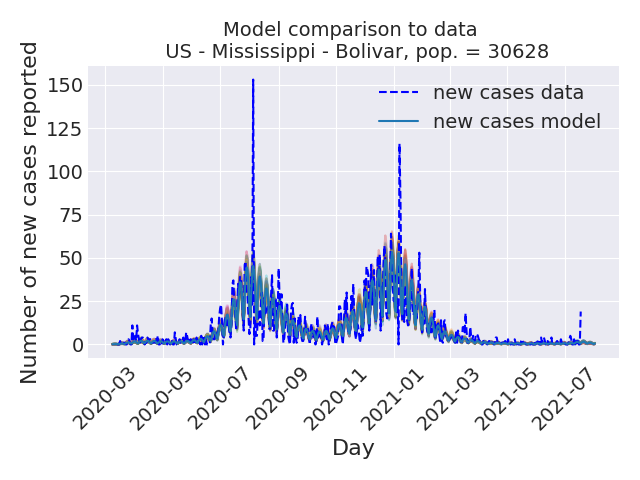 Model comparison to data
US - Mississippi - Bolivar, pop. = 30628
Number of new cases reported
150
125
100
75
50
25
0
new cases data
new cases model
2020-03
2020-05
2020-07
2020-09
2020-11
2021-01
2021-03
2021-05
2021-07
Day